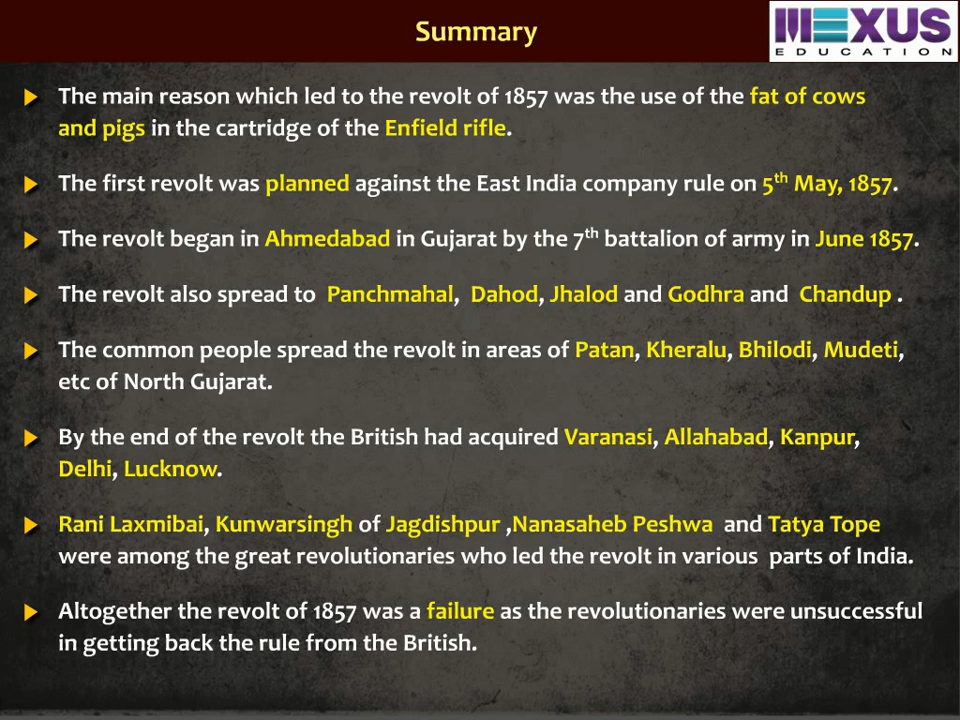 Summary
MEXUS
EDUCATION
The main reason which led to the revolt of 1857 was the use of the fat of cows
and pigs in the cartridge of the Enfield rifle.
The first revolt was planned against the East India company rule on 5th May, 1857.
The revolt began in Ahmedabad in Gujarat by the 7th battalion of army in June 1857.
The revolt also spread to Panchmahal, Dahod, Jhalod and Godhra and Chandup .
The common people spread the revolt in areas of Patan, Kheralu, Bhilodi, Mudeti,
etc of North Gujarat.
By the end of the revolt the British had acquired Varanasi, Allahabad, Kanpur,
Delhi, Lucknow.
Rani Laxmibai, Kunwarsingh of Jagdishpur ,Nanasaheb Peshwa and Tatya Tope
were among the great revolutionaries who led the revolt in various parts of India.
Altogether the revolt of 1857 was a failure as the revolutionaries were unsuccessful
in getting back the rule from the British.